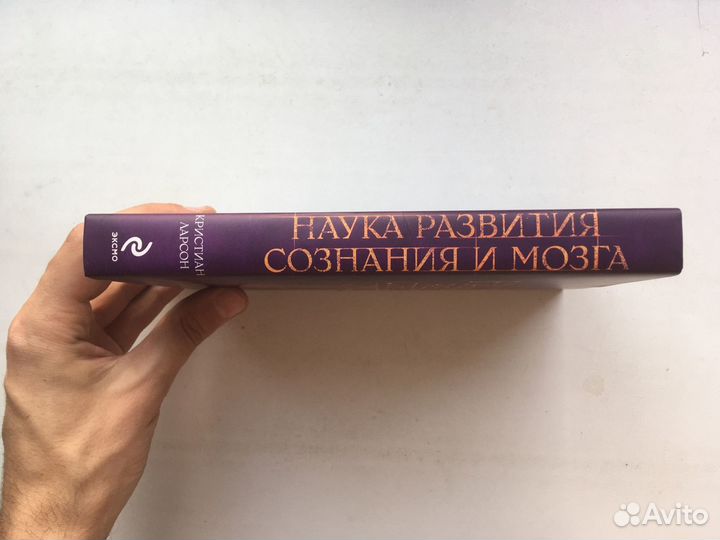 НАУКА РАЗВИТИЯ
СОЗНАНИЯ И МОЗГА
КРИСТИАН
ЛАРСОН
ЭКСМО
Avito